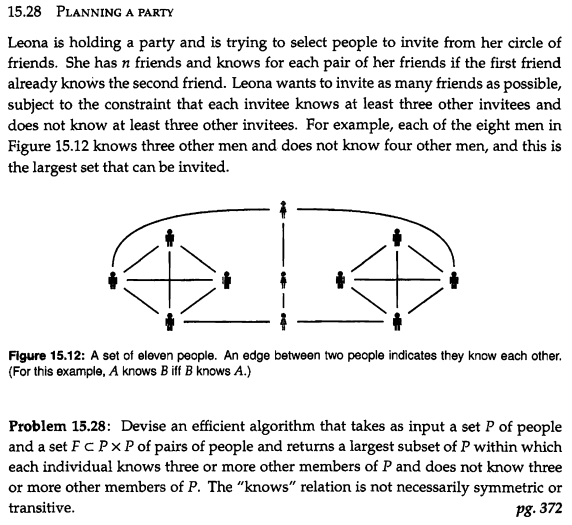 15.28 PLANNING A PARTY
Leona is holding a party and is trying to select people to invite from her circle of
friends. She has n friends and knows for each pair of her friends if the first friend
already knows the second friend. Leona wants to invite as many friends as possible,
subject to the constraint that each invitee knows at least three other invitees and
does not know at least three other invitees. For example, each of the eight men in
Figure 15.12 knows three other men and does not know four other men, and this is
the largest set that can be invited.
Figure 15.12: A set of eleven people. An edge between two people indicates they know each other.
(For this example, A knows B iff B knows A.)
Problem 15.28: Devise an efficient algorithm that takes as input a set P of people
and a set F ⊂ P × P of pairs of people and returns a largest subset of P within which
each individual knows three or more other members of P and does not know three
or more other members of P. The "knows" relation is not necessarily symmetric or
transitive. pg. 372